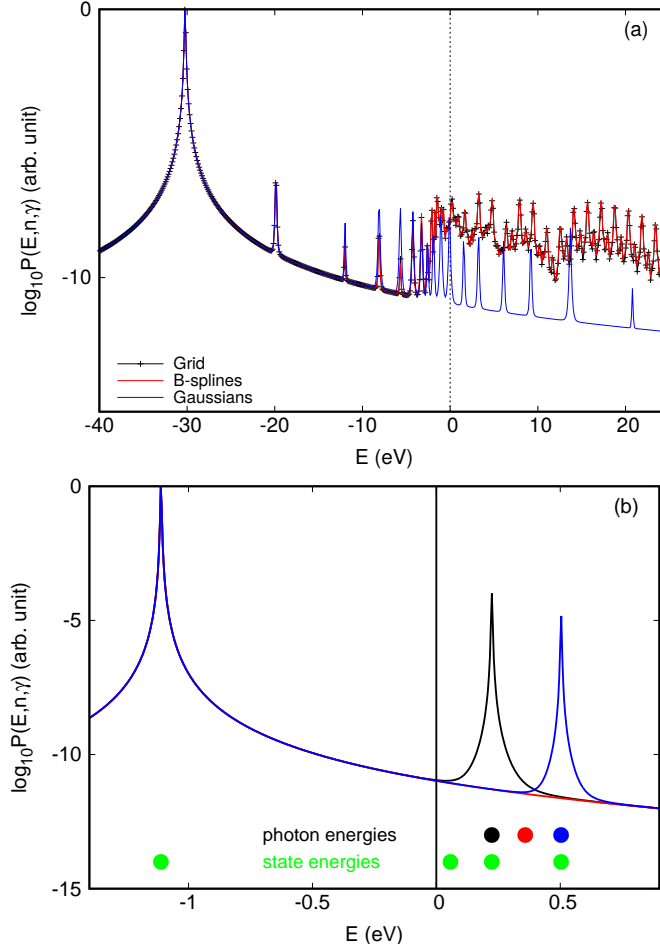 0
(a)
log10P(E,n,γ) (arb. unit)
-10
Grid
B-splines
Gaussians
-40 -30 -20 -10 0 10 20
E (eV)
0
(b)
-5
log10P(E,n,γ) (arb. unit)
-10
photon energies
state energies
-15
-1 -0.5 0 0.5
E (eV)